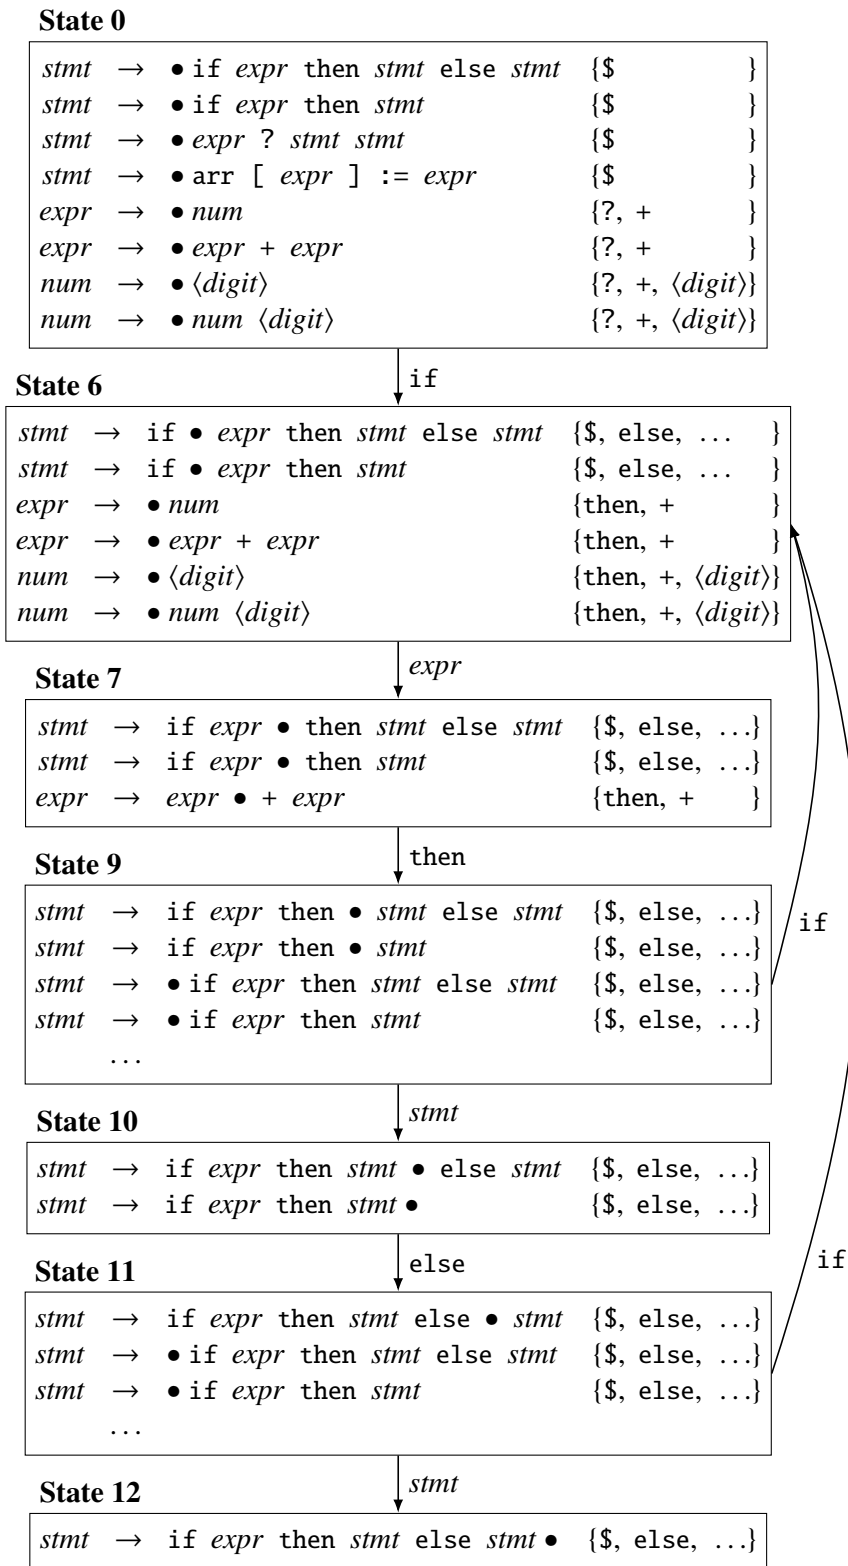 State 0
stmt → • if expr then stmt else stmt {$ }
stmt → • if expr then stmt {$ }
stmt → • expr ? stmt stmt {$ }
stmt → • arr [ expr ] := expr {$ }
expr → • num {?, + }
expr → • expr + expr {?, + }
num → • ⟨digit⟩ {?, +, ⟨digit⟩}
num → • num ⟨digit⟩ {?, +, ⟨digit⟩}
if
State 6
stmt → if • expr then stmt else stmt {$, else, ... }
stmt → if • expr then stmt {$, else, ... }
expr → • num {then, + }
expr → • expr + expr {then, + }
num → • ⟨digit⟩ {then, +, ⟨digit⟩}
num → • num ⟨digit⟩ {then, +, ⟨digit⟩}
expr
State 7
stmt → if expr • then stmt else stmt {$, else, ...}
stmt → if expr • then stmt {$, else, ...}
expr → expr • + expr {then, + }
then
State 9
stmt → if expr then • stmt else stmt {$, else, ...}
stmt → if expr then • stmt {$, else, ...}
stmt → • if expr then stmt else stmt {$, else, ...}
stmt → • if expr then stmt {$, else, ...}
...
if
stmt
State 10
stmt → if expr then stmt • else stmt {$, else, ...}
stmt → if expr then stmt • {$, else, ...}
else
if
State 11
stmt → if expr then stmt else • stmt {$, else, ...}
stmt → • if expr then stmt else stmt {$, else, ...}
stmt → • if expr then stmt {$, else, ...}
...
stmt
State 12
stmt → if expr then stmt else stmt • {$, else, ...}